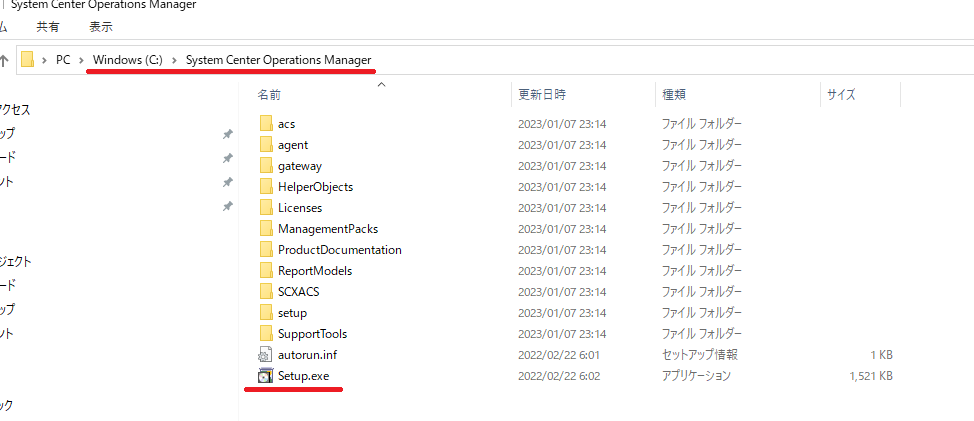 System Center Operations Manager
ム 共有 表示
PC › Windows (C:) › System Center Operations Manager
名前 更新日時 種類 サイズ
アクセス
ップ
ード
ント
ジェクト
ード
ップ
ント
ック
acs 2023/01/07 23:14 ファイル フォルダー
agent 2023/01/07 23:14 ファイル フォルダー
gateway 2023/01/07 23:14 ファイル フォルダー
HelperObjects 2023/01/07 23:14 ファイル フォルダー
Licenses 2023/01/07 23:14 ファイル フォルダー
ManagementPacks 2023/01/07 23:14 ファイル フォルダー
ProductDocumentation 2023/01/07 23:14 ファイル フォルダー
ReportModels 2023/01/07 23:14 ファイル フォルダー
SCXACS 2023/01/07 23:14 ファイル フォルダー
setup 2023/01/07 23:14 ファイル フォルダー
SupportTools 2023/01/07 23:14 ファイル フォルダー
autorun.inf 2022/02/22 6:01 セットアップ情報 1 KB
Setup.exe 2022/02/22 6:02 アプリケーション 1,521 KB